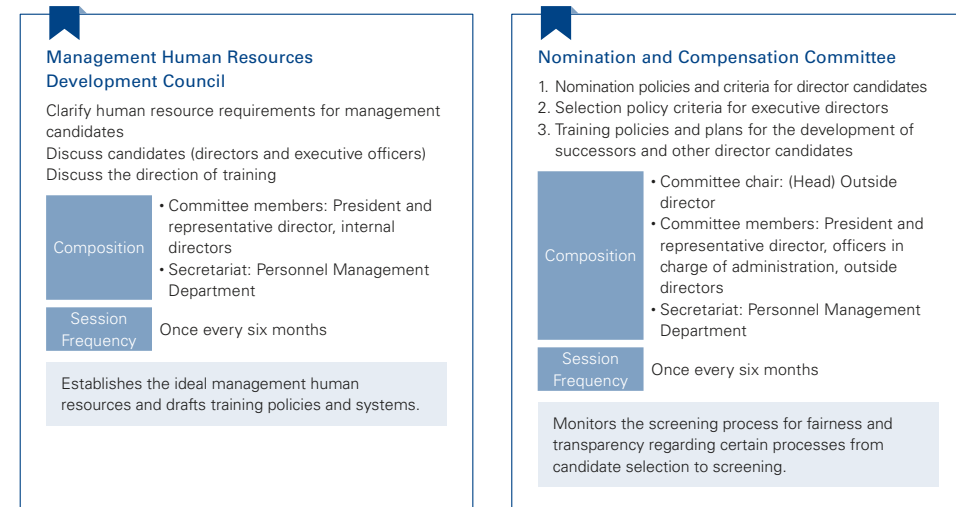 Management Human Resources
Development Council
Clarify human resource requirements for management
candidates
Discuss candidates (directors and executive officers)
Discuss the direction of training
Composition
• Committee members: President and
representative director, internal
directors
• Secretariat: Personnel Management
Department
Session
Frequency
Once every six months
Establishes the ideal management human
resources and drafts training policies and systems.
Nomination and Compensation Committee
1. Nomination policies and criteria for director candidates
2. Selection policy criteria for executive directors
3. Training policies and plans for the development of
successors and other director candidates
Composition
• Committee chair: (Head) Outside
director
• Committee members: President and
representative director, officers in
charge of administration, outside
directors
• Secretariat: Personnel Management
Department
Session
Frequency
Once every six months
Monitors the screening process for fairness and
transparency regarding certain processes from
candidate selection to screening.